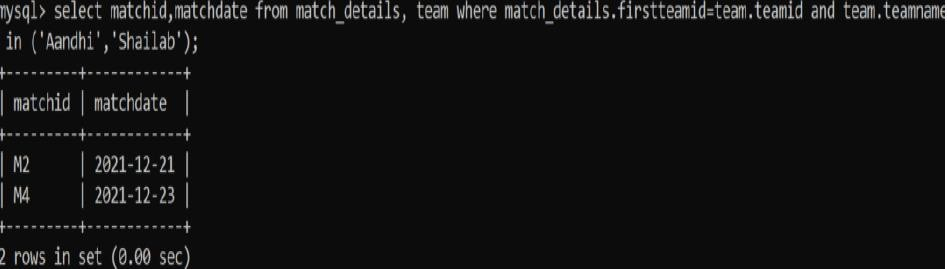 mysql> select matchid,matchdate from match_details, team where match_details.firstteamid=team.teamid and team.teamname
in ('Aandhi','Shailab');
+---------+------------+
| matchid | matchdate  |
+---------+------------+
| M2      | 2021-12-21 |
| M4      | 2021-12-23 |
+---------+------------+
2 rows in set (0.00 sec)